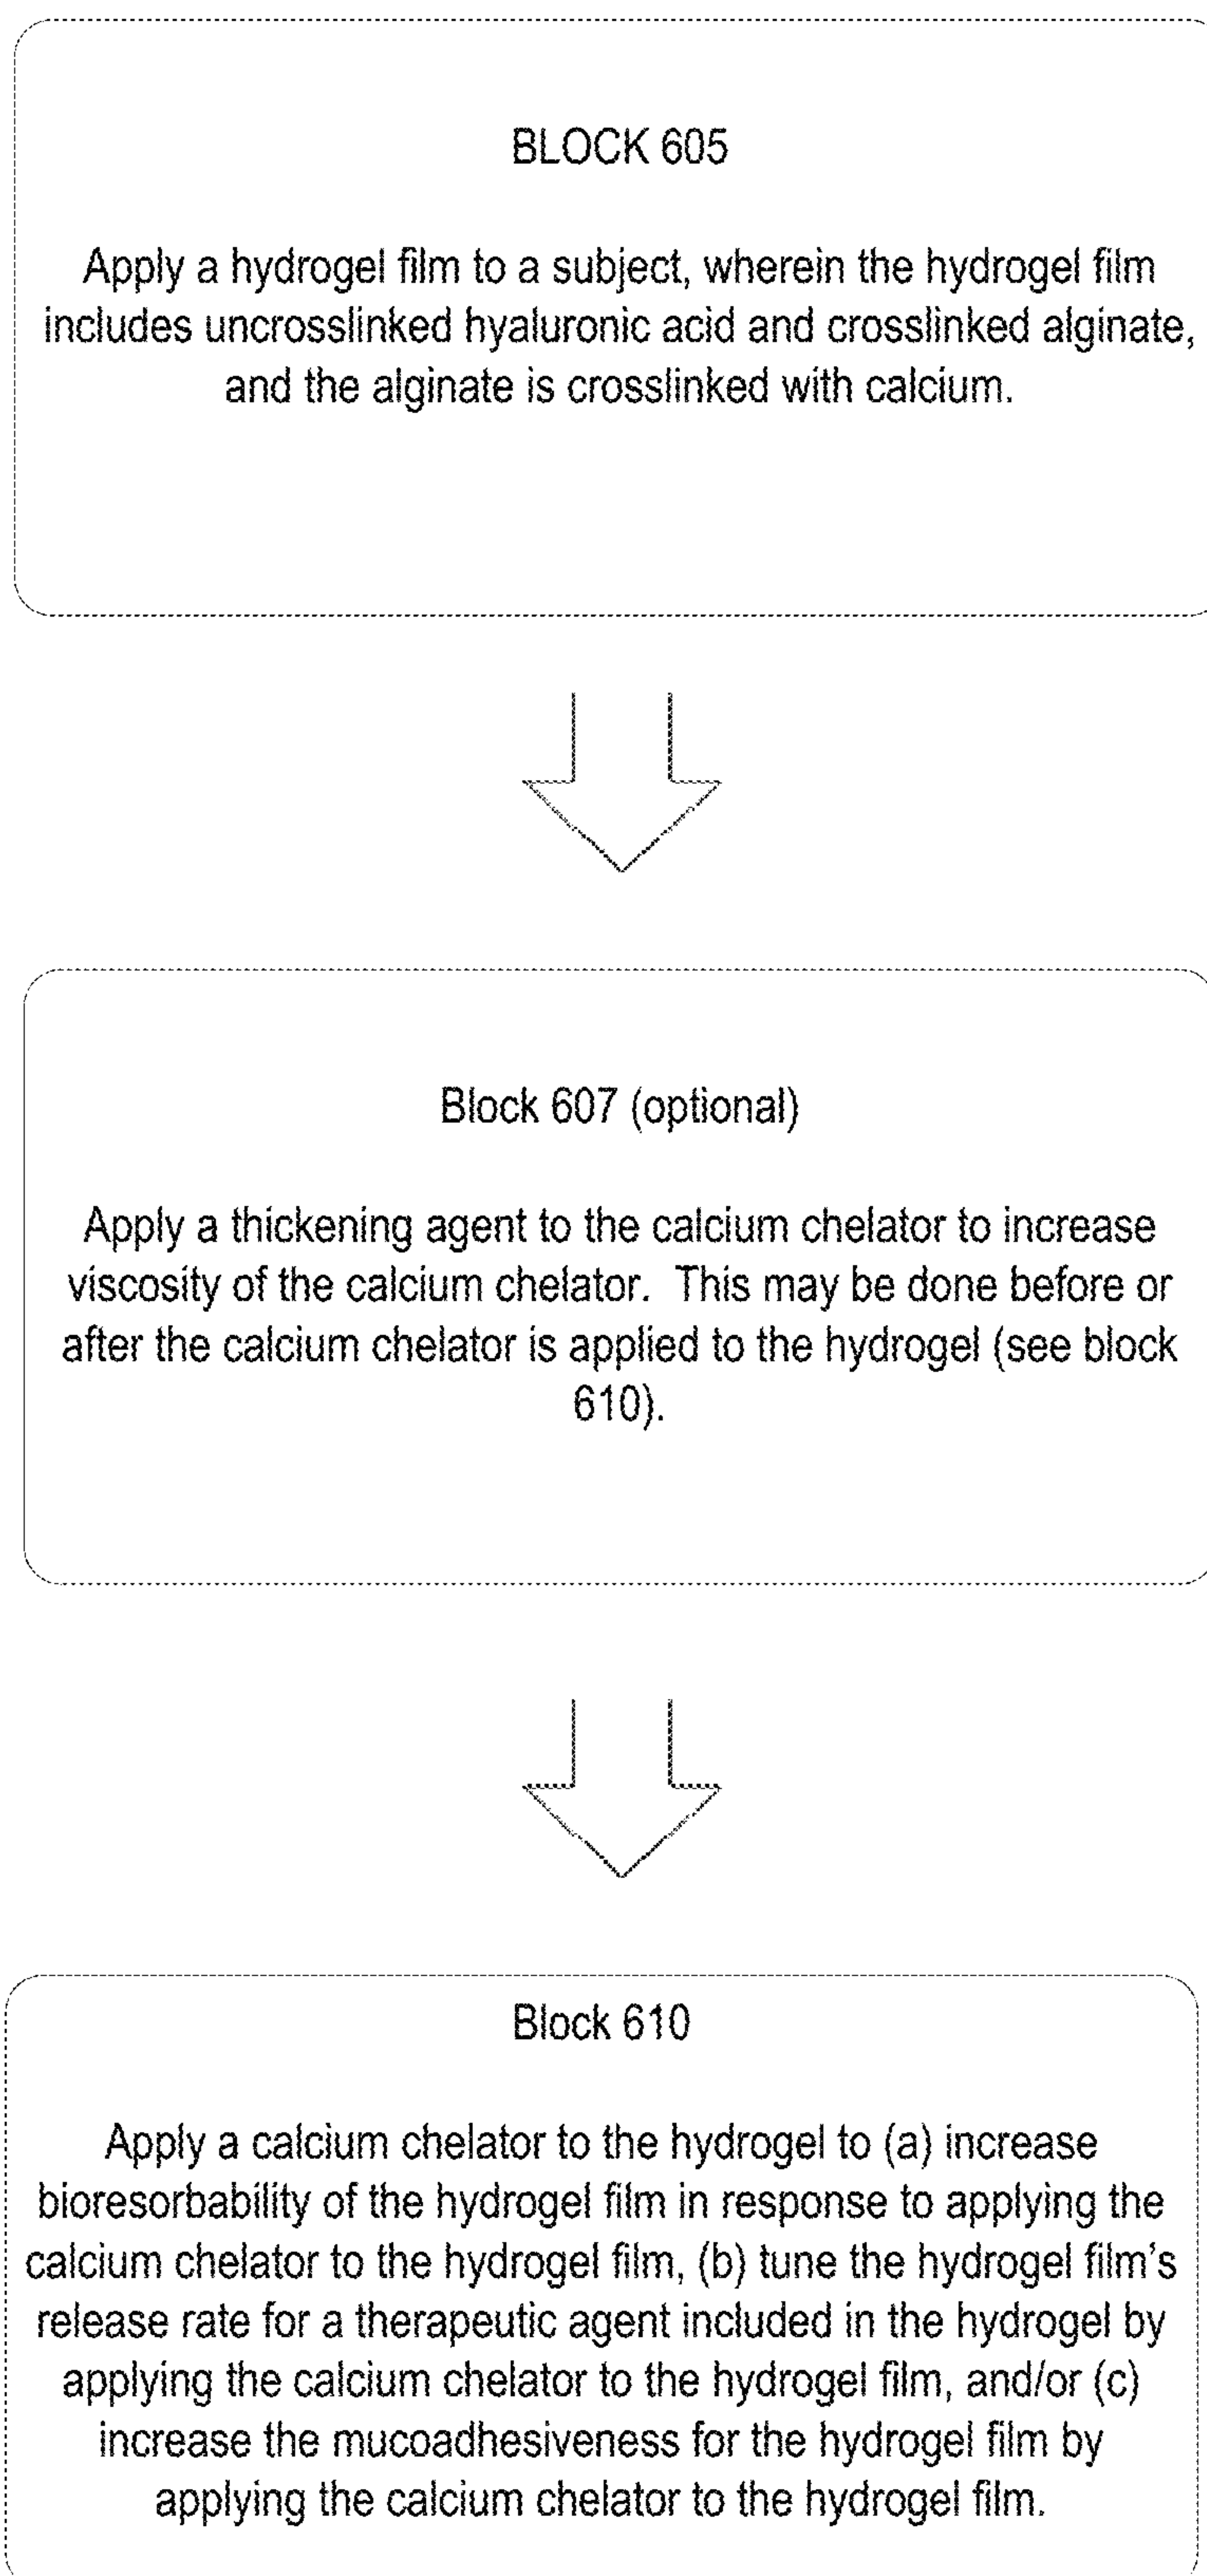 BLOCK 605
Apply a hydrogel film to a subject, wherein the hydrogel film
includes uncrosslinked hyaluronic acid and crosslinked alginate,
and the alginate is crosslinked with calcium.
Block 607 (optional)
Apply a thickening agent to the calcium chelator to increase
viscosity of the calcium chelator.  This may be done before or
after the calcium chelator is applied to the hydrogel (see block
610).
Block 610
Apply a calcium chelator to the hydrogel to (a) increase
bioresorbability of the hydrogel film in response to applying the
calcium chelator to the hydrogel film, (b) tune the hydrogel film's
release rate for a therapeutic agent included in the hydrogel by
applying the calcium chelator to the hydrogel film, and/or (c)
increase the mucoadhesiveness for the hydrogel film by
applying the calcium chelator to the hydrogel film.